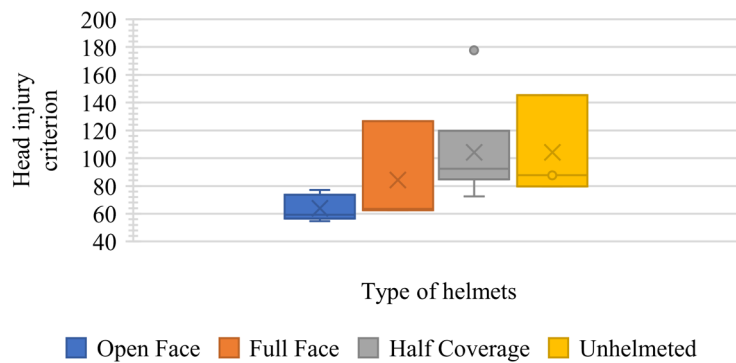 200
180
160
140
120
100
80
60
40
Head injury
criterion
Type of helmets
Open Face Full Face Half Coverage Unhelmeted